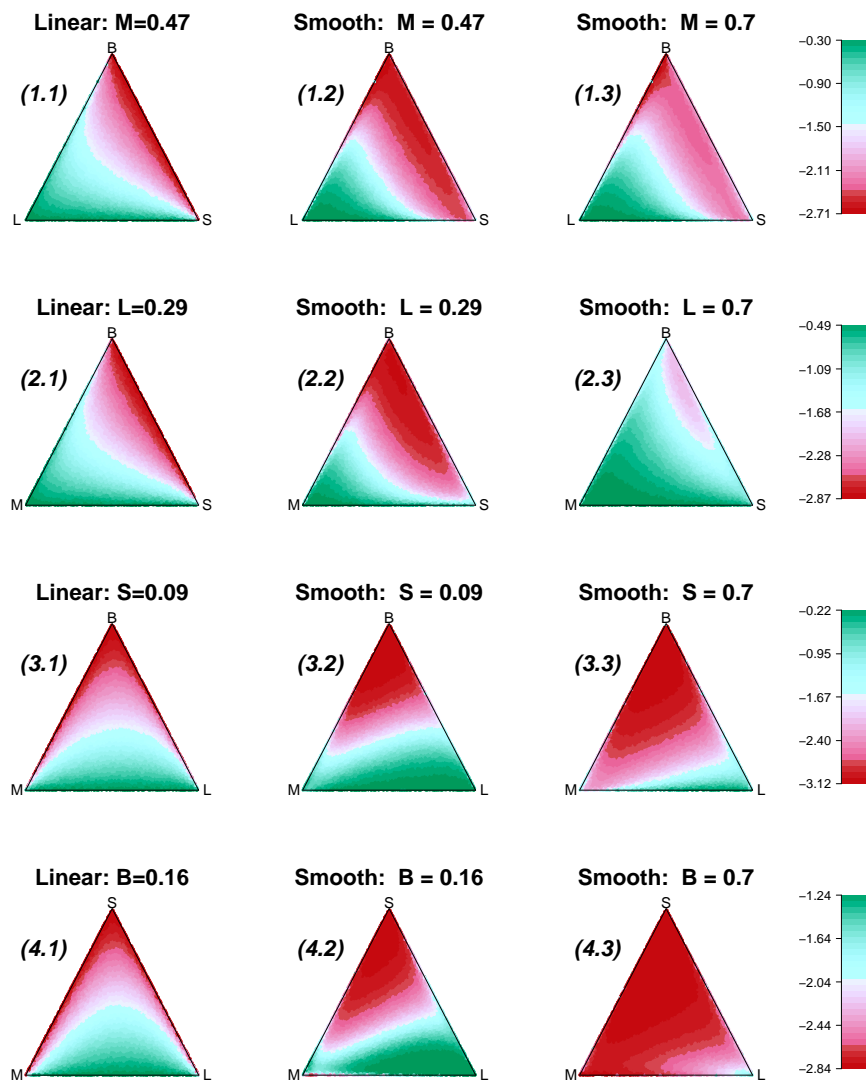 Linear: M=0.47
Smooth: M = 0.47
Smooth: M = 0.7
B
B
B
(1.1)
(1.2)
(1.3)
L
S
L
S
L
S
−0.30
−0.90
−1.50
−2.11
−2.71
Linear: L=0.29
Smooth: L = 0.29
Smooth: L = 0.7
B
B
B
(2.1)
(2.2)
(2.3)
M
S
M
S
M
S
−0.49
−1.09
−1.68
−2.28
−2.87
Linear: S=0.09
Smooth: S = 0.09
Smooth: S = 0.7
B
B
B
(3.1)
(3.2)
(3.3)
M
L
M
L
M
L
−0.22
−0.95
−1.67
−2.40
−3.12
Linear: B=0.16
Smooth: B = 0.16
Smooth: B = 0.7
S
S
S
(4.1)
(4.2)
(4.3)
M
L
M
L
M
L
−1.24
−1.64
−2.04
−2.44
−2.84